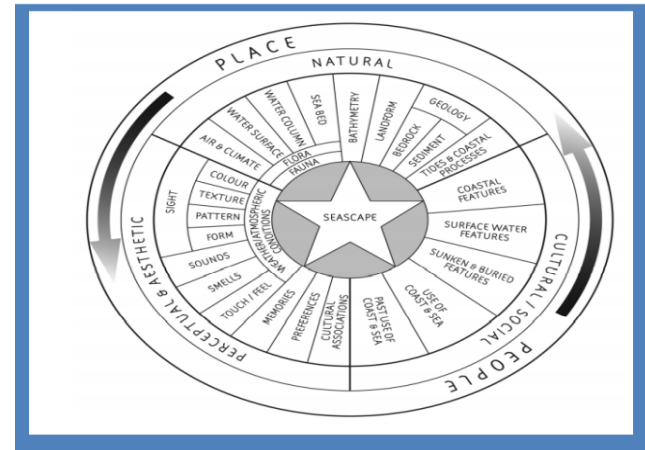 PLACE
NATURAL
AIR & CLIMATE
WATER SURFACE
WATER COLUMN
SEA BED
FLORA
FAUNA
BATHYMETRY
LANDFORM
GEOLOGY
BEDROCK
SEDIMENT
TIDES & COASTAL
PROCESSES
COASTAL
FEATURES
SURFACE WATER
FEATURES
SUNKEN & BURIED
FEATURES
USE OF
COAST & SEA
PAST USE OF
COAST & SEA
CULTURAL / SOCIAL
PEOPLE
CULTURAL
ASSOCIATIONS
PREFERENCES
MEMORIES
TOUCH / FEEL
SMELLS
SOUNDS
SIGHT
FORM
PATTERN
TEXTURE
COLOUR
WEATHER/ATMOSPHERIC
CONDITIONS
PERCEPTUAL & AESTHETIC
SEASCAPE